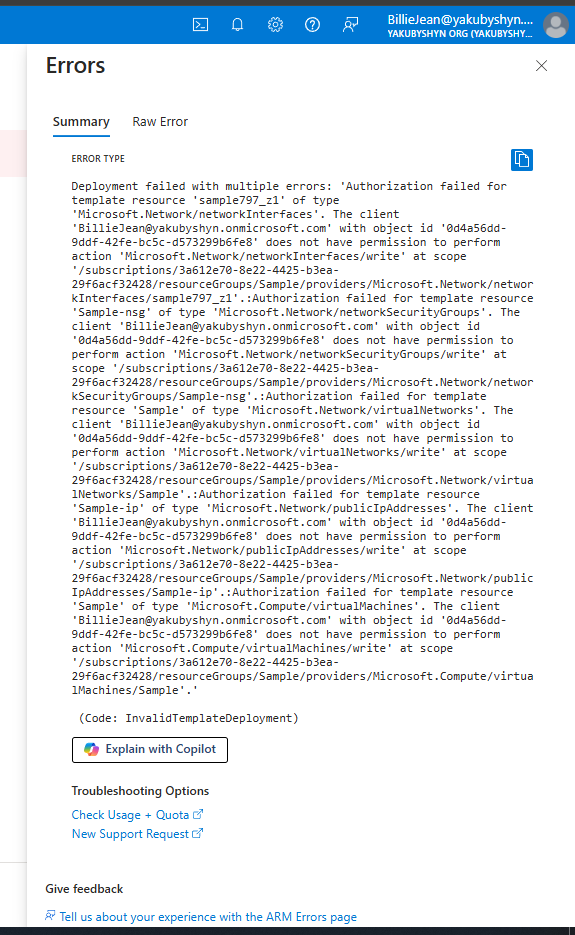 BillieJean@yakubyshyn....
YAKUBYSHYN ORG (YAKUBYSHY...
Errors
Summary Raw Error
ERROR TYPE
Deployment failed with multiple errors: 'Authorization failed for
template resource 'sample797_z1' of type
'Microsoft.Network/networkInterfaces'. The client
'BillieJean@yakubyshyn.onmicrosoft.com' with object id '0d4a56dd-
9ddf-42fe-bc5c-d573299b6fe8' does not have permission to perform
action 'Microsoft.Network/networkInterfaces/write' at scope
'/subscriptions/3a612e70-8e22-4425-b3ea-
29f6acf32428/resourceGroups/Sample/providers/Microsoft.Network/networ
kInterfaces/sample797_z1'.:Authorization failed for template resource
'Sample-nsg' of type 'Microsoft.Network/networkSecurityGroups'. The
client 'BillieJean@yakubyshyn.onmicrosoft.com' with object id
'0d4a56dd-9ddf-42fe-bc5c-d573299b6fe8' does not have permission to
perform action 'Microsoft.Network/networkSecurityGroups/write' at
scope '/subscriptions/3a612e70-8e22-4425-b3ea-
29f6acf32428/resourceGroups/Sample/providers/Microsoft.Network/networ
kSecurityGroups/Sample-nsg'.:Authorization failed for template
resource 'Sample' of type 'Microsoft.Network/virtualNetworks'. The
client 'BillieJean@yakubyshyn.onmicrosoft.com' with object id
'0d4a56dd-9ddf-42fe-bc5c-d573299b6fe8' does not have permission to
perform action 'Microsoft.Network/virtualNetworks/write' at scope
'/subscriptions/3a612e70-8e22-4425-b3ea-
29f6acf32428/resourceGroups/Sample/providers/Microsoft.Network/virtua
lNetworks/Sample'.:Authorization failed for template resource
'Sample-ip' of type 'Microsoft.Network/publicIpAddresses'. The client
'BillieJean@yakubyshyn.onmicrosoft.com' with object id '0d4a56dd-
9ddf-42fe-bc5c-d573299b6fe8' does not have permission to perform
action 'Microsoft.Network/publicIpAddresses/write' at scope
'/subscriptions/3a612e70-8e22-4425-b3ea-
29f6acf32428/resourceGroups/Sample/providers/Microsoft.Network/public
IpAddresses/Sample-ip'.:Authorization failed for template resource
'Sample' of type 'Microsoft.Compute/virtualMachines'. The client
'BillieJean@yakubyshyn.onmicrosoft.com' with object id '0d4a56dd-
9ddf-42fe-bc5c-d573299b6fe8' does not have permission to perform
action 'Microsoft.Compute/virtualMachines/write' at scope
'/subscriptions/3a612e70-8e22-4425-b3ea-
29f6acf32428/resourceGroups/Sample/providers/Microsoft.Compute/virtua
lMachines/Sample'.'
(Code: InvalidTemplateDeployment)
Explain with Copilot
Troubleshooting Options
Check Usage + Quota
New Support Request
Give feedback
Tell us about your experience with the ARM Errors page